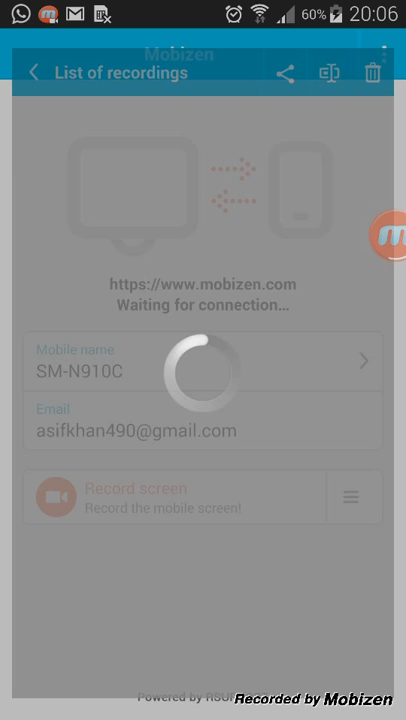 60% 20:06
Mobizen
List of recordings
https://www.mobizen.com
Waiting for connection...
Mobile name
SM-N910C
Email
asifkhan490@gmail.com
Record screen
Record the mobile screen!
Powered by
Recorded by Mobizen